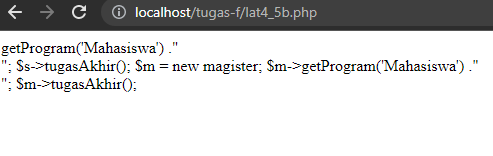 localhost/tugas-f/lat4_5b.php
getProgram('Mahasiswa') ."
"; $s->tugasAkhir(); $m = new magister; $m->getProgram('Mahasiswa') ."
"; $m->tugasAkhir();